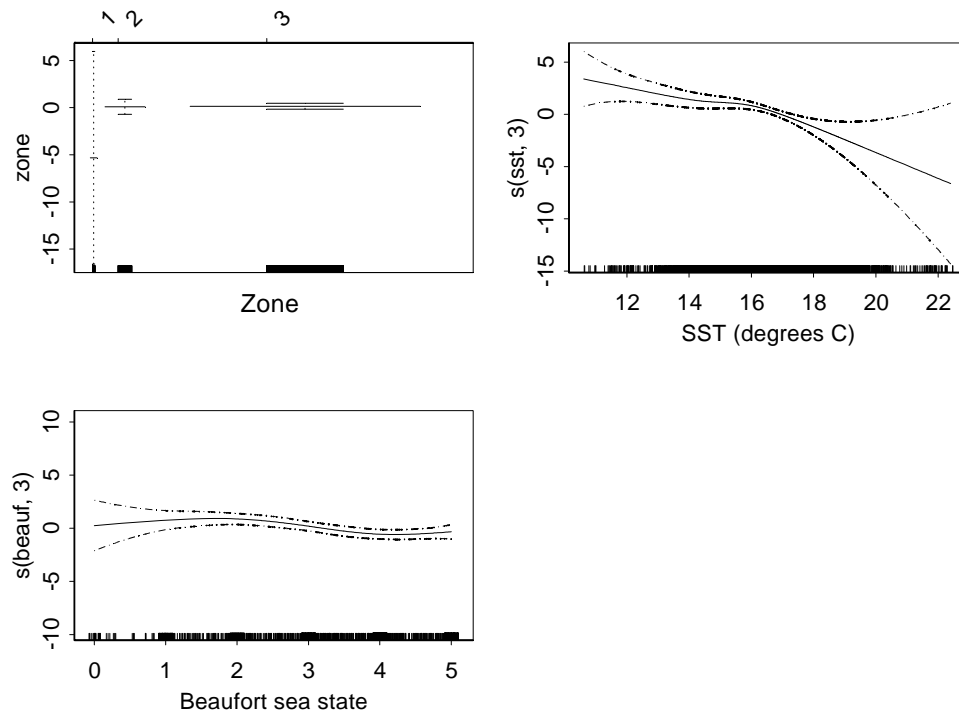 1 2 3
5
0
-5
-10
-15
zone
Zone
5
0
-5
-10
-15
s(sst, 3)
12 14 16 18 20 22
SST (degrees C)
10
5
0
-5
-10
s(beauf, 3)
0 1 2 3 4 5
Beaufort sea state